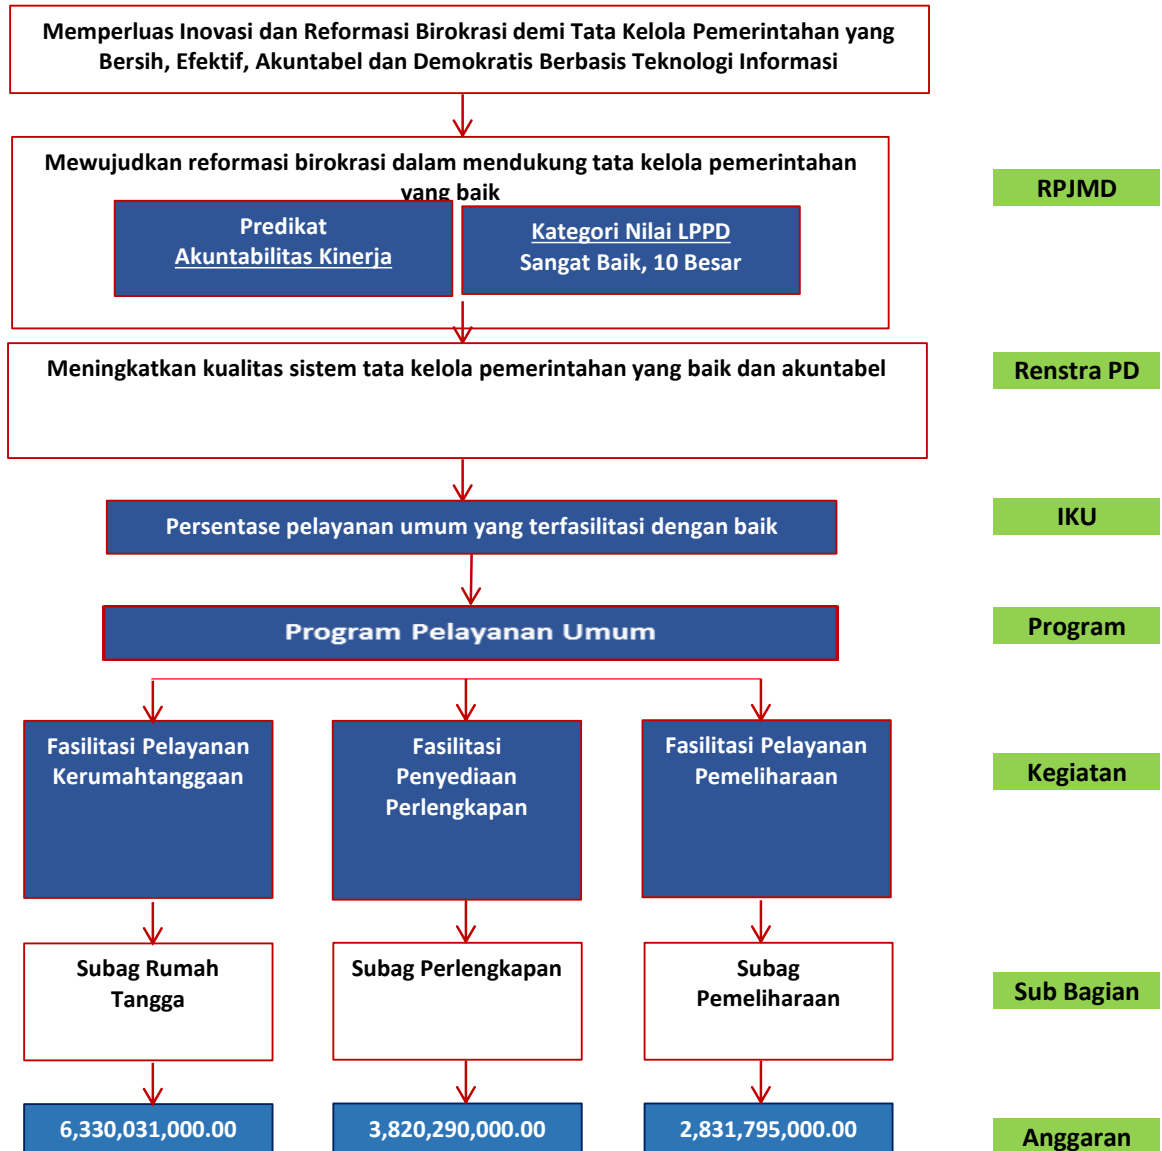 Memperluas Inovasi dan Reformasi Birokrasi demi Tata Kelola Pemerintahan yang
Bersih, Efektif, Akuntabel dan Demokratis Berbasis Teknologi Informasi
Mewujudkan reformasi birokrasi dalam mendukung tata kelola pemerintahan
yang baik
RPJMD
Predikat
Akuntabilitas Kinerja
Kategori Nilai LPPD
Sangat Baik, 10 Besar
Meningkatkan kualitas sistem tata kelola pemerintahan yang baik dan akuntabel
Renstra PD
Persentase pelayanan umum yang terfasilitasi dengan baik
IKU
Program Pelayanan Umum
Program
Fasilitasi Pelayanan
Kerumahtanggaan
Fasilitasi
Penyediaan
Perlengkapan
Fasilitasi Pelayanan
Pemeliharaan
Kegiatan
Subag Rumah
Tangga
Subag Perlengkapan
Subag
Pemeliharaan
Sub Bagian
6,330,031,000.00
3,820,290,000.00
2,831,795,000.00
Anggaran